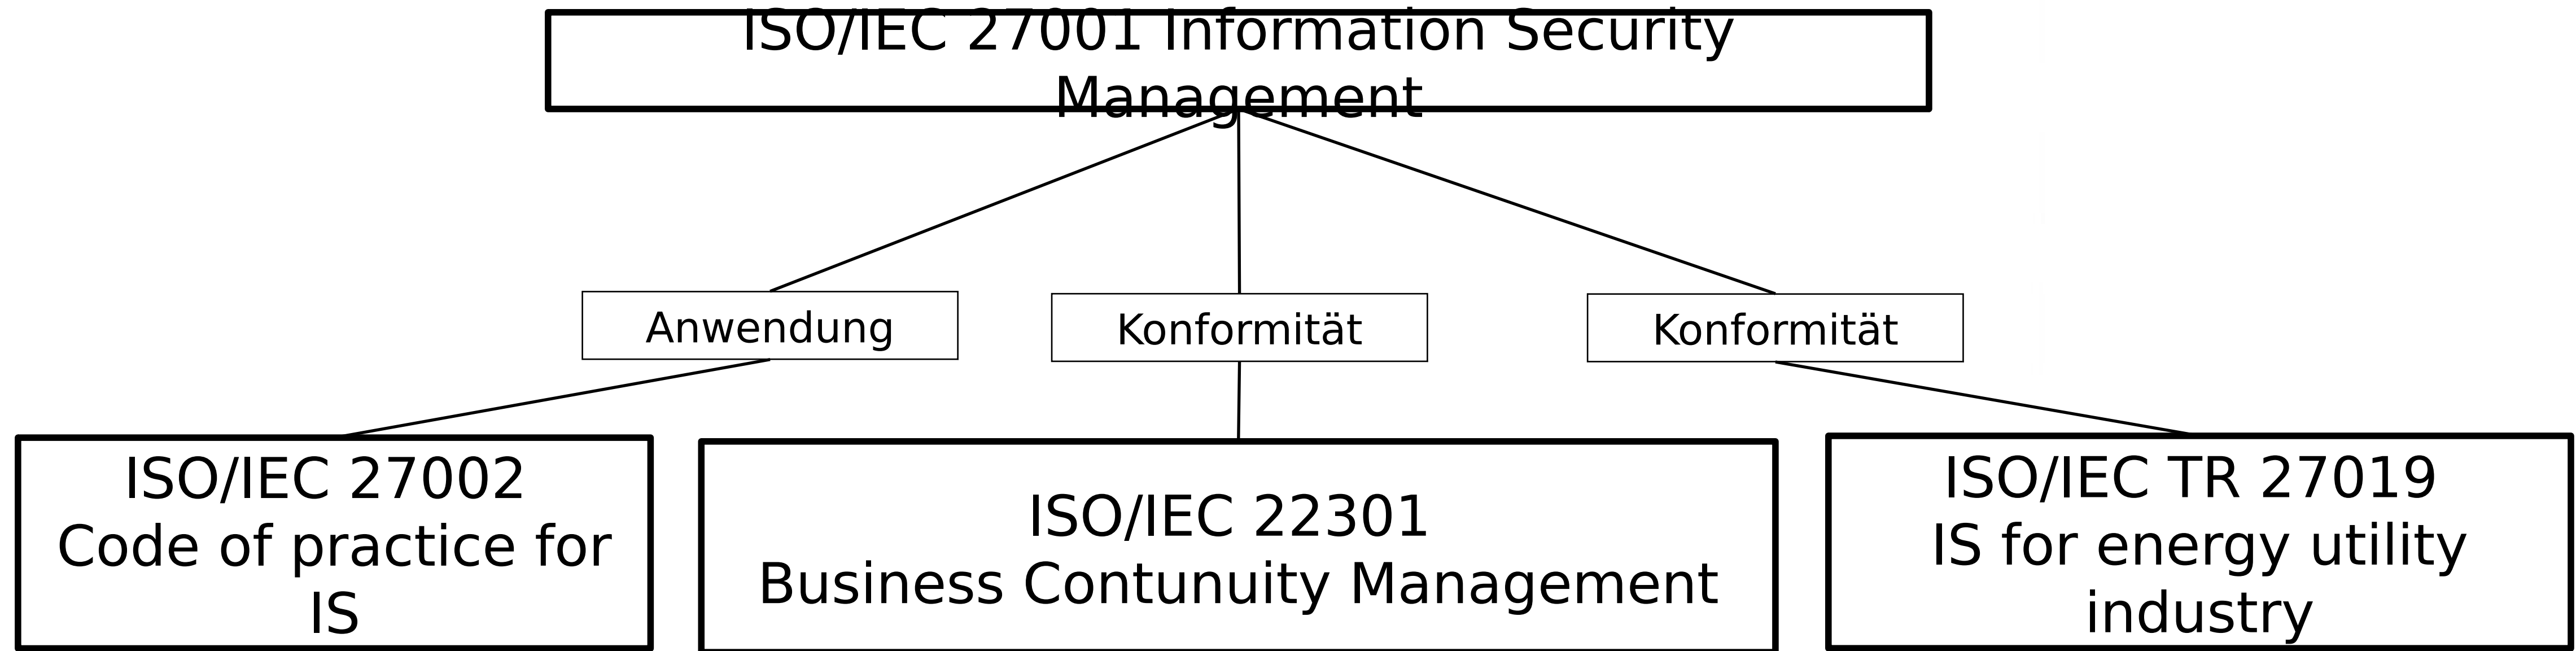 ISO/IEC 27001 Information Security
Management
Anwendung
Konformität
Konformität
ISO/IEC 27002
Code of practice for
IS
ISO/IEC 22301
Business Contunuity Management
ISO/IEC TR 27019
IS for energy utility
industry